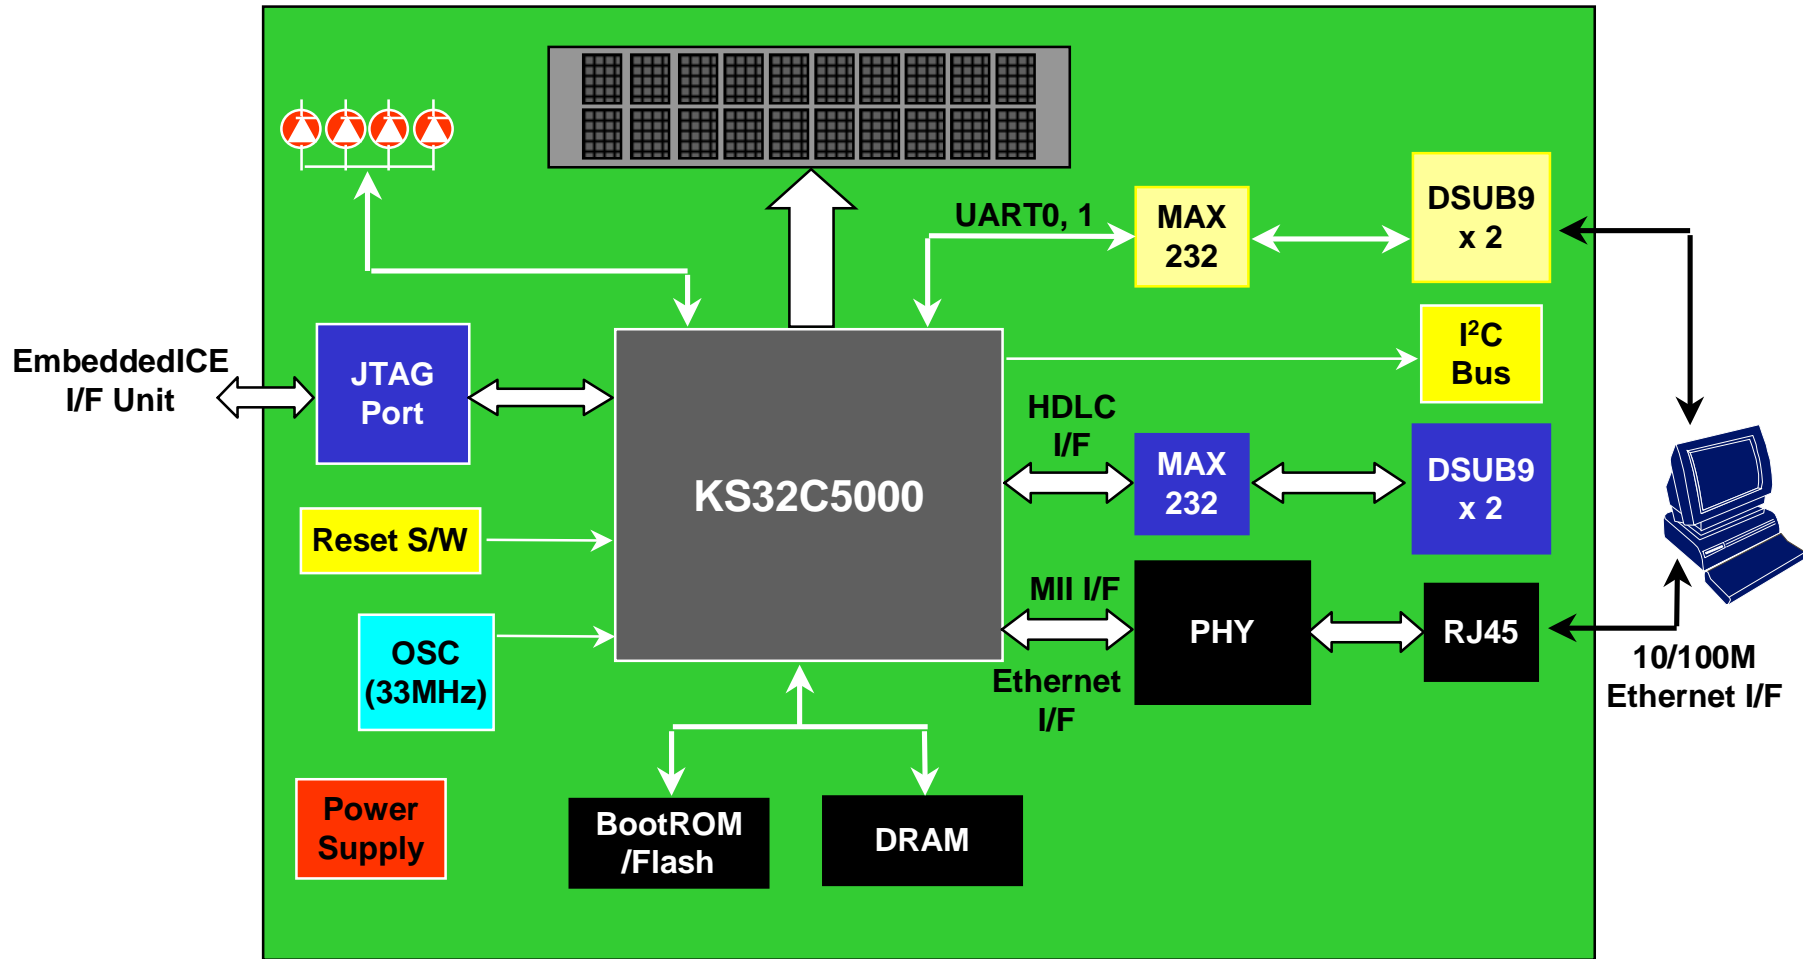 UART0, 1
MAX
232
DSUB9
x 2
EmbeddedICE
I/F Unit
JTAG
Port
I²C
Bus
HDLC
I/F
KS32C5000
MAX
232
DSUB9
x 2
Reset S/W
MII I/F
PHY
RJ45
OSC
(33MHz)
Ethernet
I/F
10/100M
Ethernet I/F
Power
Supply
BootROM
/Flash
DRAM